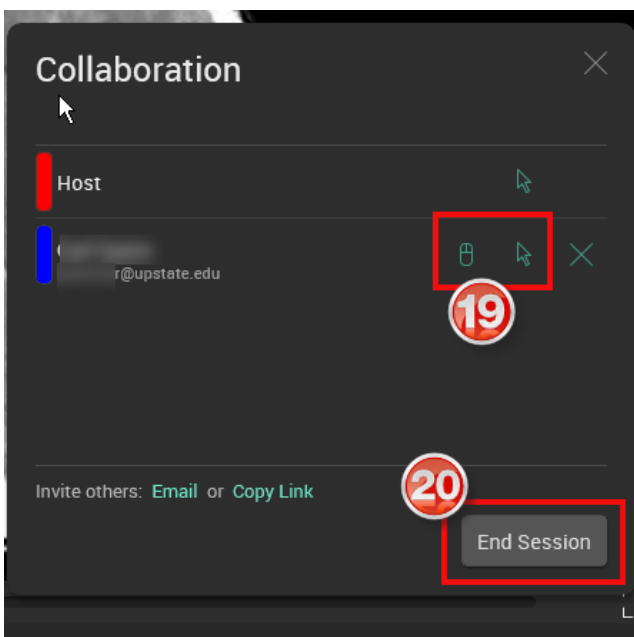 Collaboration
Host
r@upstate.edu
19
20
Invite others: Email or Copy Link
End Session